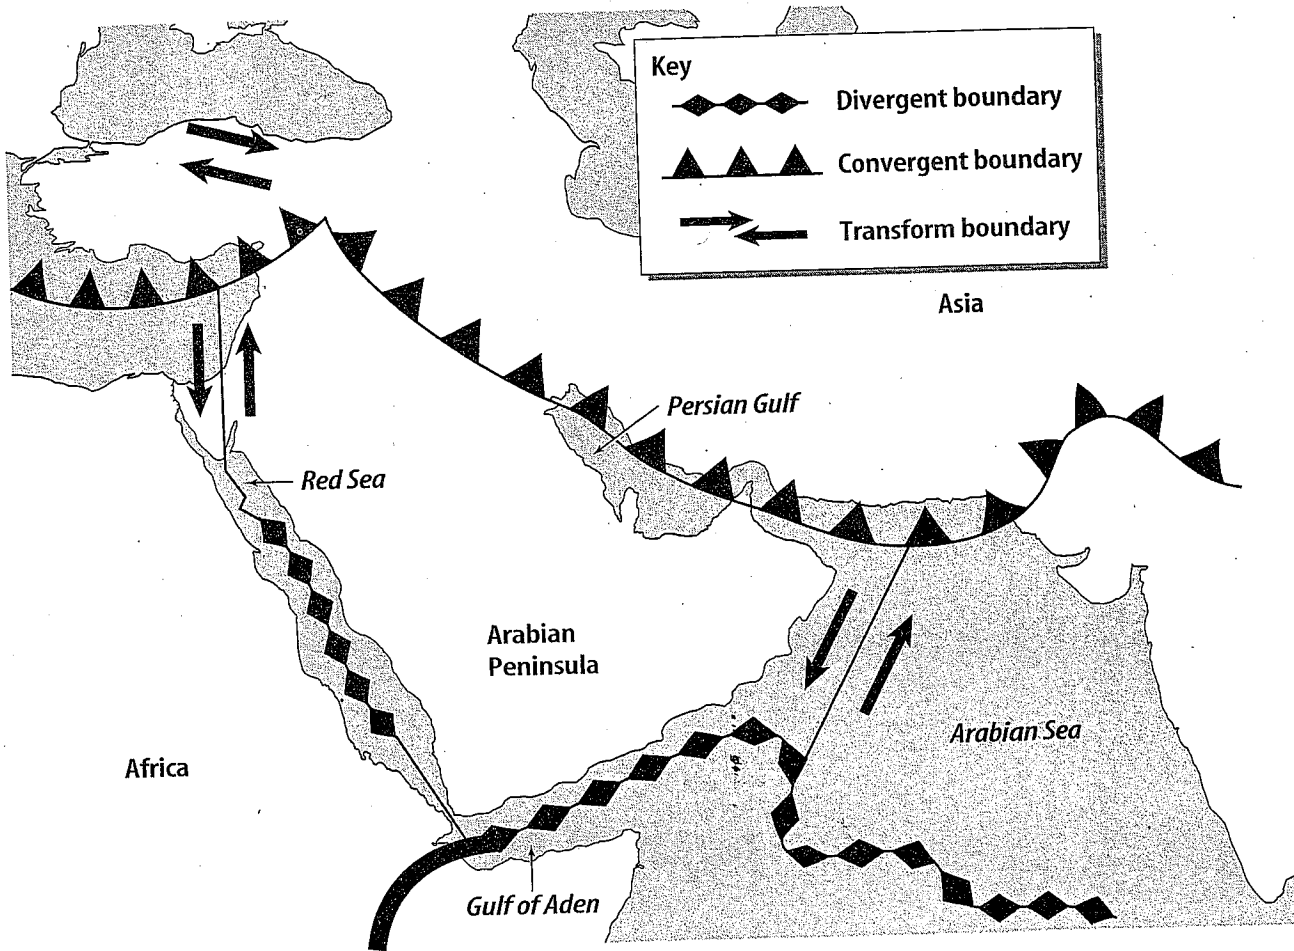 Key
Divergent boundary
Convergent boundary
Transform boundary
Asia
Persian Gulf
Red Sea
Arabian
Peninsula
Arabian Sea
Africa
Gulf of Aden